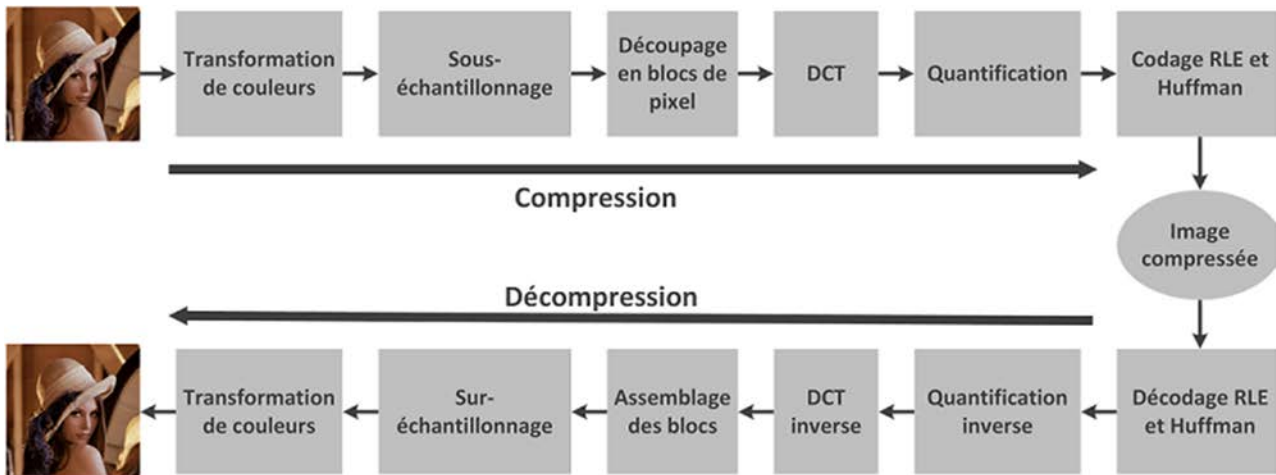 Transformation
de couleurs
Sous-
échantillonnage
Découpage
en blocs de
pixel
DCT
Quantification
Codage RLE et
Huffman
Compression
Image
compressée
Décompression
Transformation
de couleurs
Sur-
échantillonnage
Assemblage
des blocs
DCT
inverse
Quantification
inverse
Décodage RLE
et Huffman